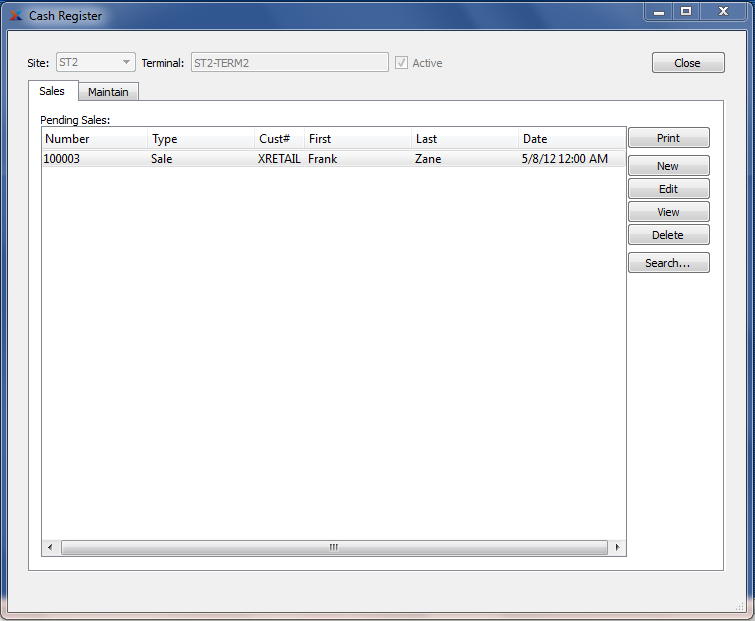 Cash Register
Site: ST2 Terminal: ST2-TERM2 Active Close
Sales Maintain
Pending Sales:
Number Type Cust# First Last Date
100003 Sale XRETAIL Frank Zane 5/8/12 12:00 AM
Print
New
Edit
View
Delete
Search...